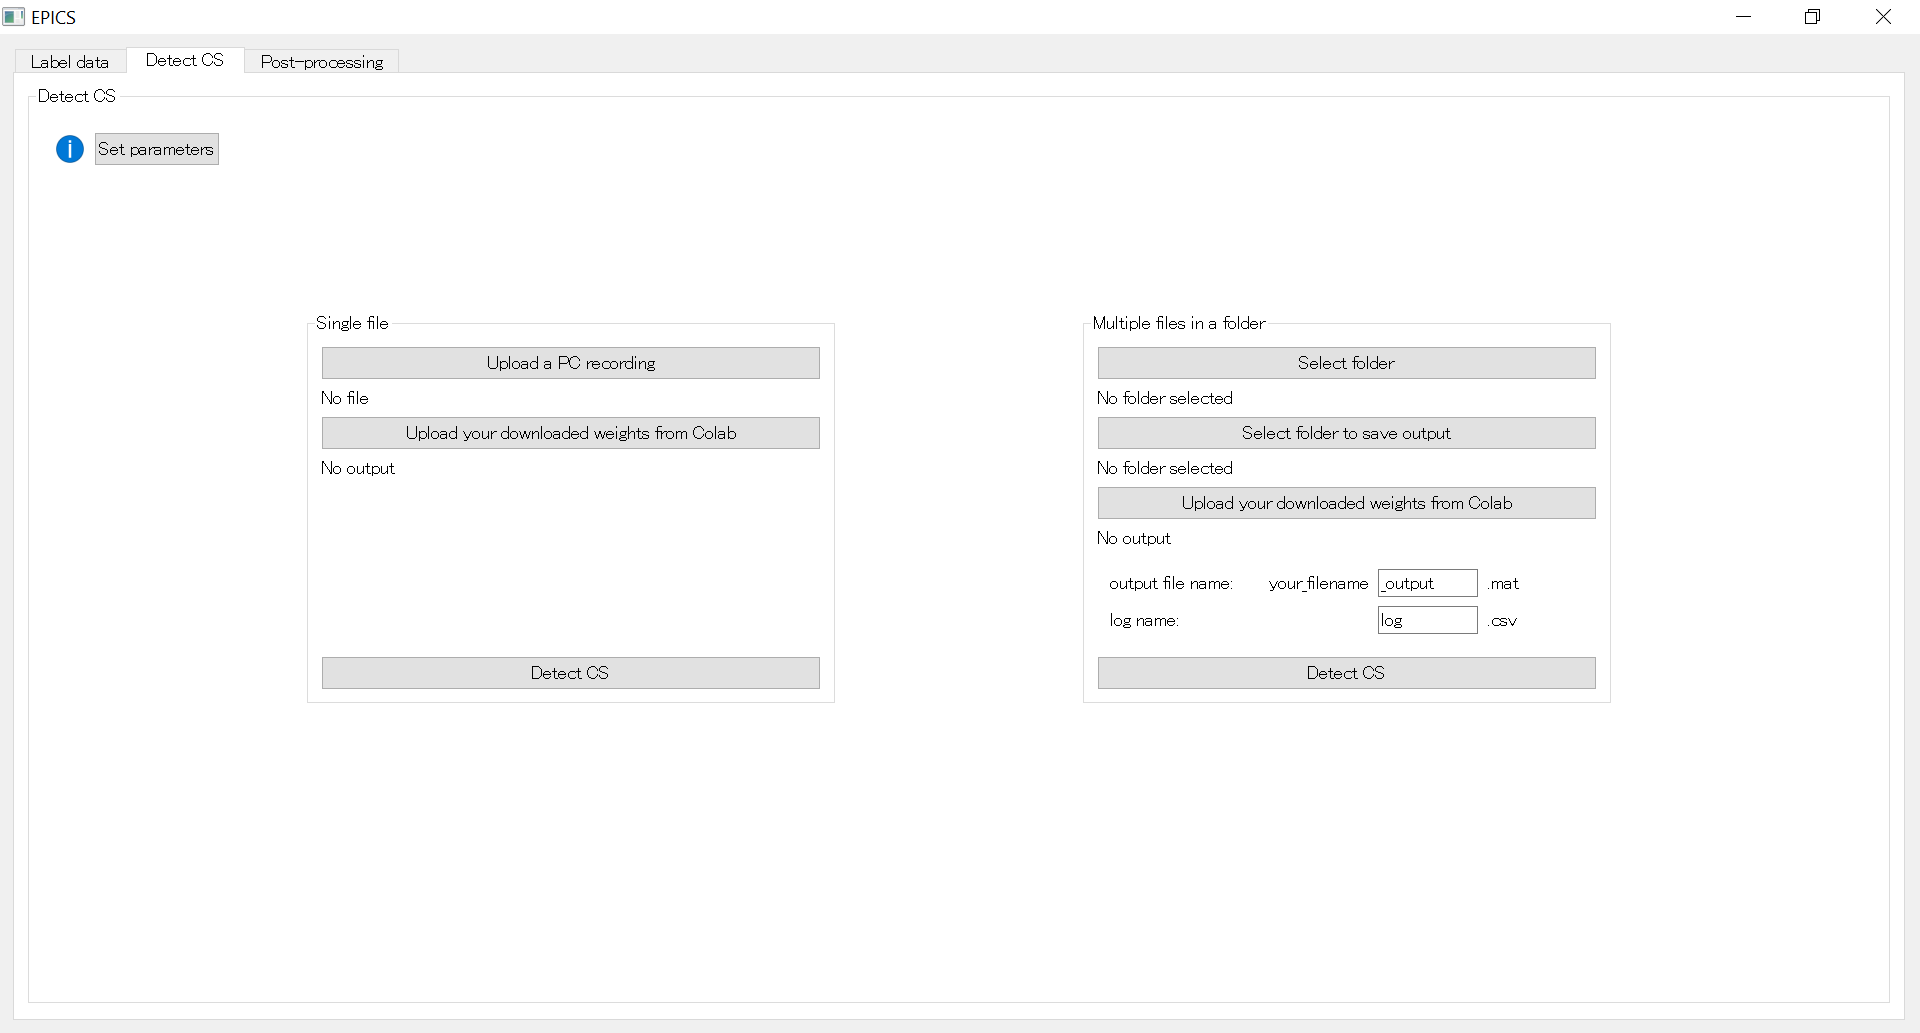 EPICS
Label data Detect CS Post-processing
Detect CS
i Set parameters
Single file
Upload a PC recording
No file
Upload your downloaded weights from Colab
No output
Detect CS
Multiple files in a folder
Select folder
No folder selected
Select folder to save output
No folder selected
Upload your downloaded weights from Colab
No output
output file name: your_filename _output .mat
log name: log .csv
Detect CS